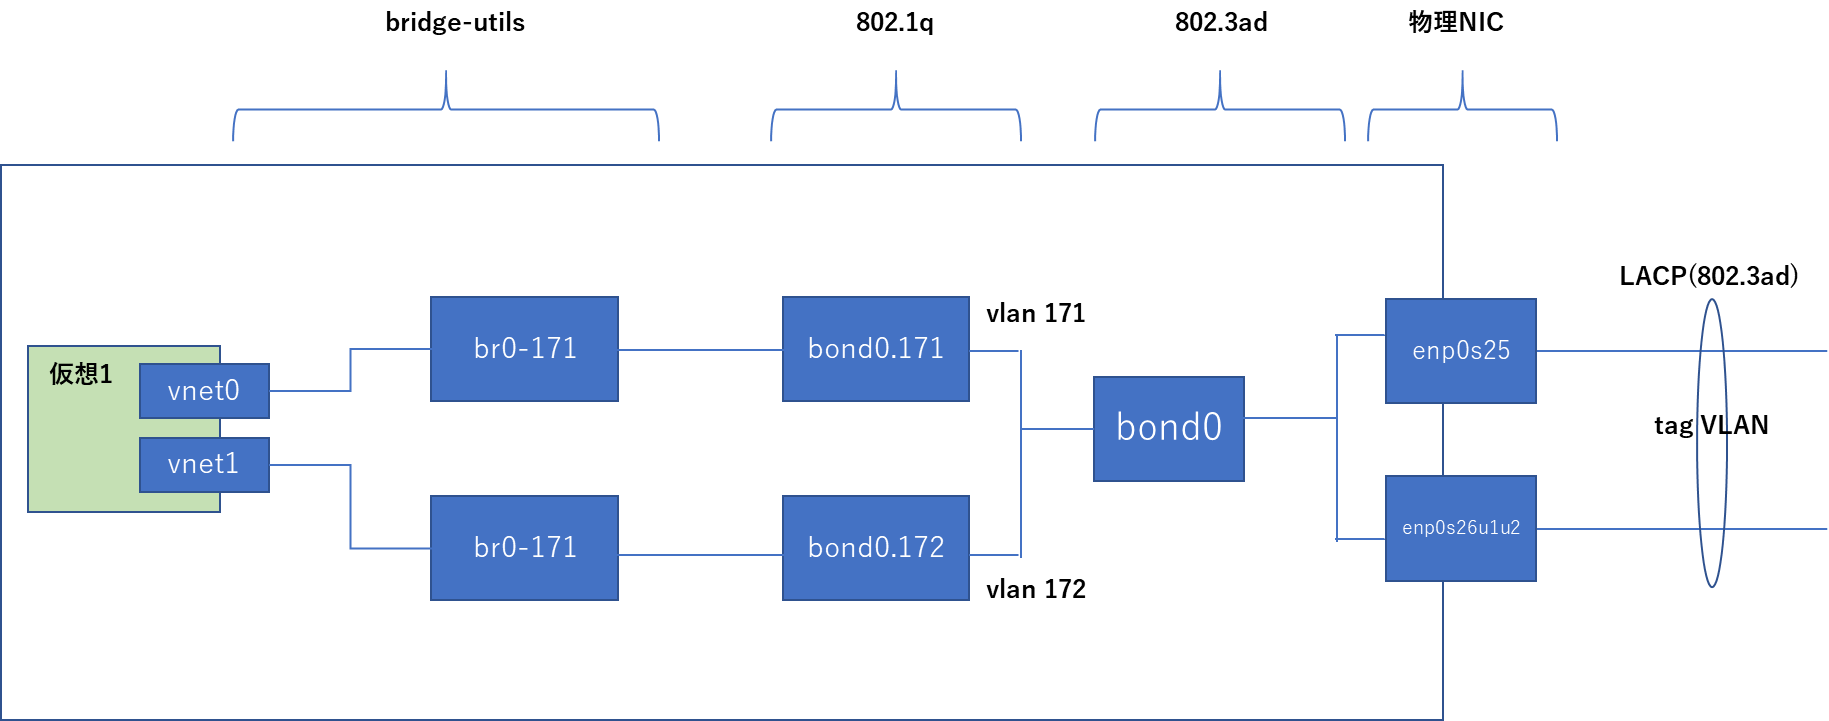 bridge-utils
802.1q
802.3ad
物理NIC
LACP(802.3ad)
vlan 171
br0-171
bond0.171
enp0s25
仮想1
vnet0
bond0
tag VLAN
vnet1
br0-171
bond0.172
enp0s26u1u2
vlan 172